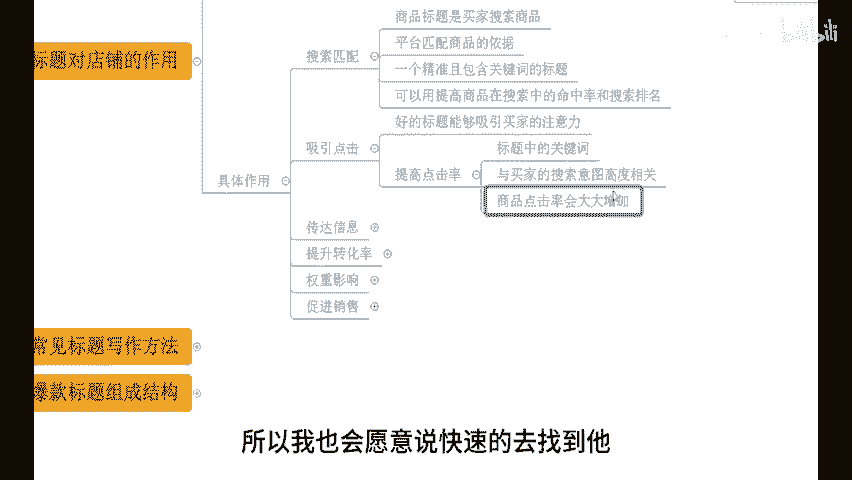 商品标题是买家搜索商品
标题对店铺的作用
搜索匹配
平台匹配商品的依据
一个精准且包含关键词的标题
可以用提高商品在搜索中的命中率和搜索排名
好的标题能够吸引买家的注意力
吸引点击
标题中的关键词
具体作用
提高点击率
与买家的搜索意图高度相关
商品点击率会大大增加
传达信息
提升转化率
权重影响
促进销售
常见标题写作方法
爆款标题组成结构
所以我也会愿意说快速的去找到他